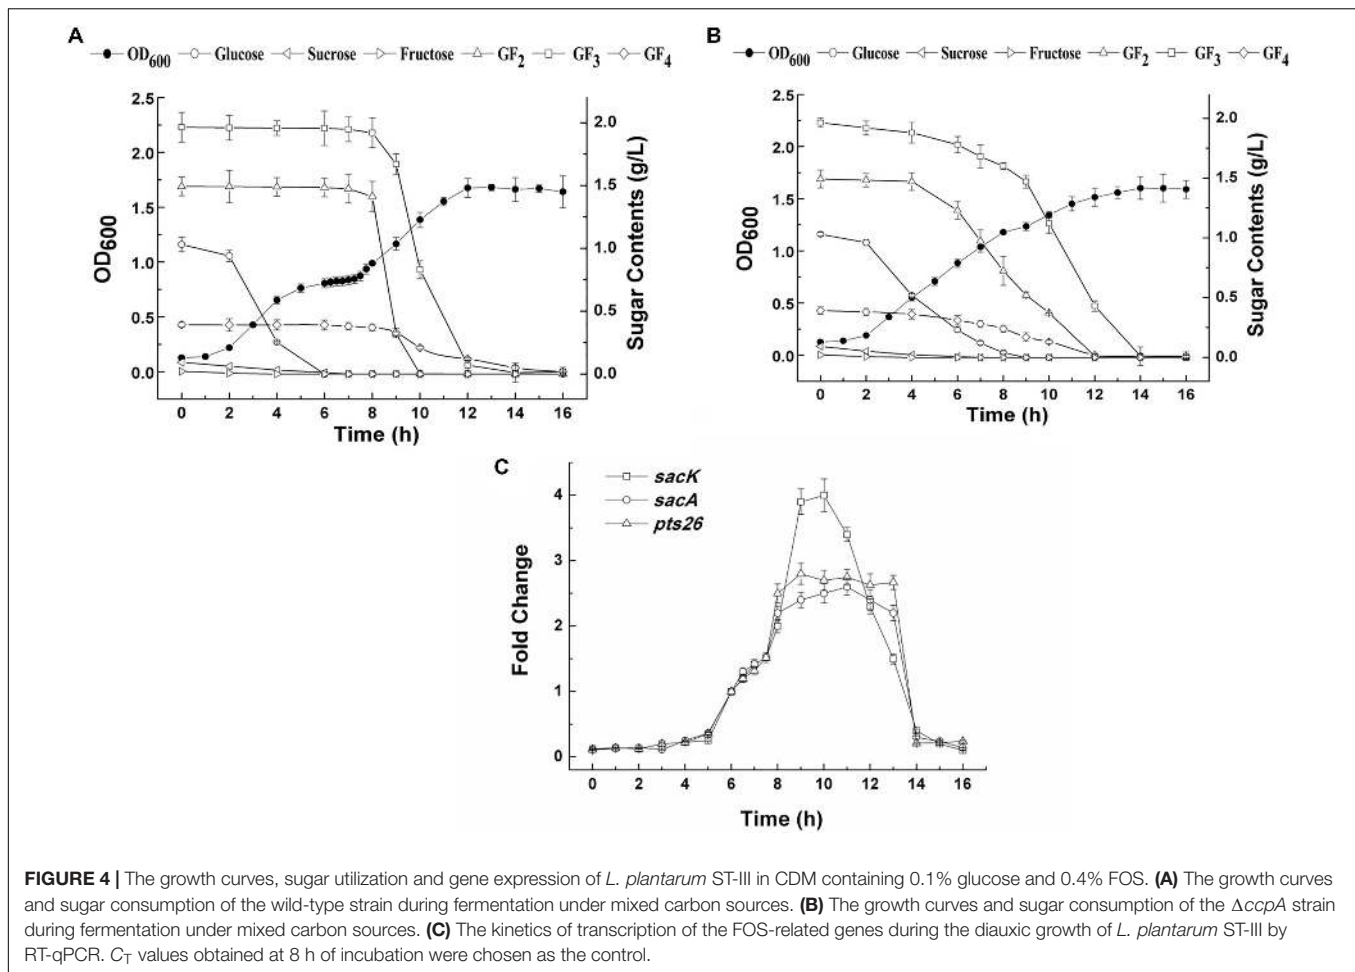 A
OD600 Glucose Sucrose Fructose GF2 GF3 GF4
2.5
2.0
1.5
1.0
0.5
0.0
OD600
2.0
1.5
1.0
0.5
0.0
Sugar Contents (g/L)
0 2 4 6 8 10 12 14 16
Time (h)
B
OD600 Glucose Sucrose Fructose GF2 GF3 GF4
2.5
2.0
1.5
1.0
0.5
0.0
OD600
2.0
1.5
1.0
0.5
0.0
Sugar Contents (g/L)
0 2 4 6 8 10 12 14 16
Time (h)
C
sacK
sacA
pts26
4
3
2
1
0
Fold Change
0 2 4 6 8 10 12 14 16
Time (h)
FIGURE 4 | The growth curves, sugar utilization and gene expression of L. plantarum ST-III in CDM containing 0.1% glucose and 0.4% FOS. (A) The growth curves
and sugar consumption of the wild-type strain during fermentation under mixed carbon sources. (B) The growth curves and sugar consumption of the ΔccpA strain
during fermentation under mixed carbon sources. (C) The kinetics of transcription of the FOS-related genes during the diauxic growth of L. plantarum ST-III by
RT-qPCR. CT values obtained at 8 h of incubation were chosen as the control.